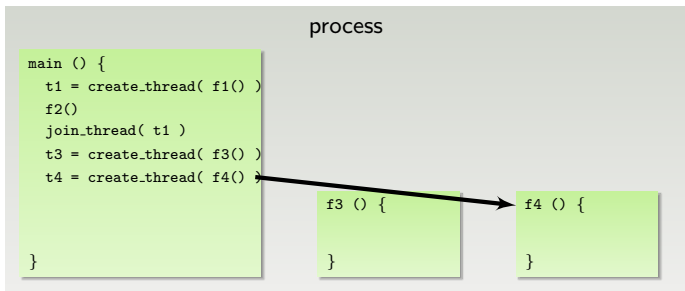 process
main () {
t1 = create_thread( f1() )
f2()
join_thread( t1 )
t3 = create_thread( f3() )
t4 = create_thread( f4() )
}
f3 () {
}
f4 () {
}